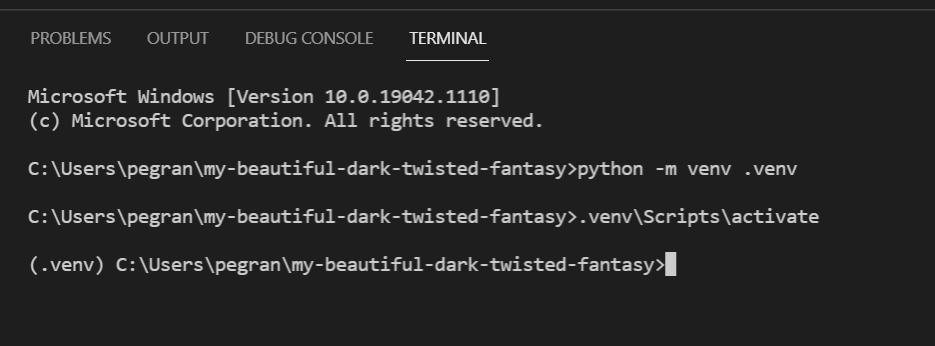 PROBLEMS OUTPUT DEBUG CONSOLE TERMINAL
Microsoft Windows [Version 10.0.19042.1110]
(c) Microsoft Corporation. All rights reserved.
C:\Users\pegran\my-beautiful-dark-twisted-fantasy>python -m venv .venv
C:\Users\pegran\my-beautiful-dark-twisted-fantasy>.venv\Scripts\activate
(.venv) C:\Users\pegran\my-beautiful-dark-twisted-fantasy>